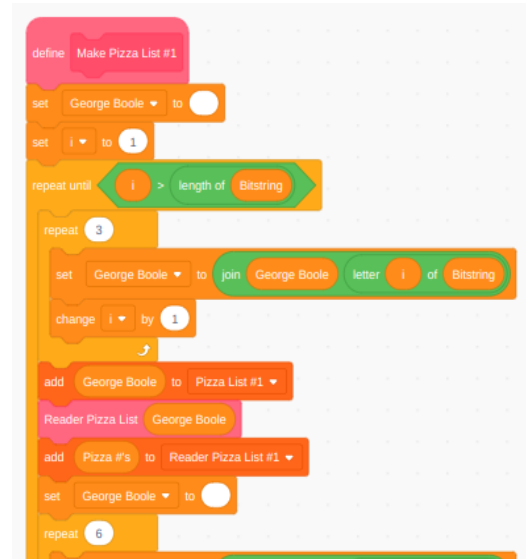 define Make Pizza List #1
set George Boole to
set i to 1
repeat until i > length of Bitstring
repeat 3
set George Boole to join George Boole letter i of Bitstring
change i by 1
add George Boole to Pizza List #1
Reader Pizza List George Boole
add Pizza #'s to Reader Pizza List #1
set George Boole to
repeat 6